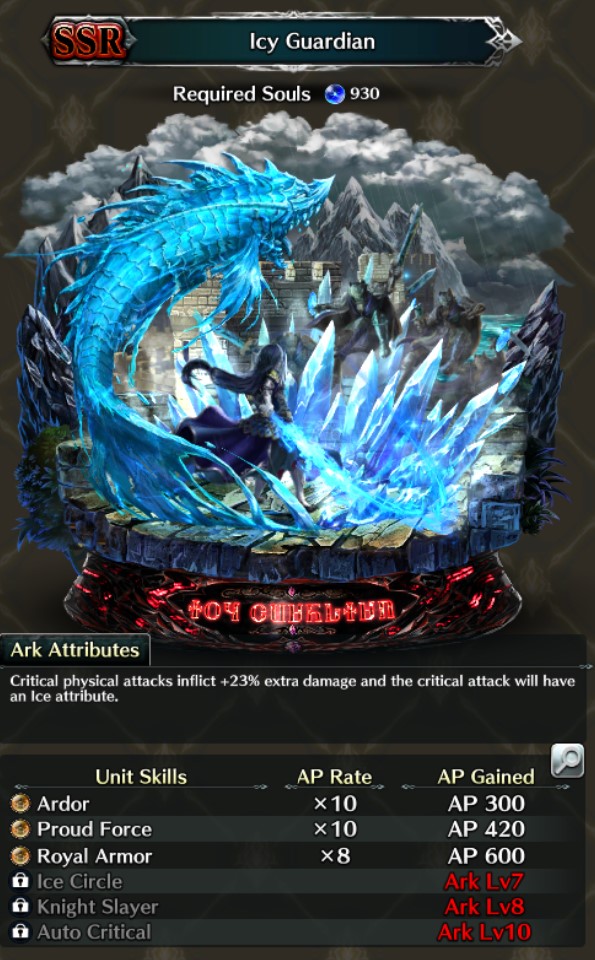 SSR
Icy Guardian
Required Souls 930
Ark Attributes
Critical physical attacks inflict +23% extra damage and the critical attack will have
an Ice attribute.
Unit Skills AP Rate AP Gained
Ardor ×10 AP 300
Proud Force ×10 AP 420
Royal Armor ×8 AP 600
Ice Circle Ark Lv7
Knight Slayer Ark Lv8
Auto Critical Ark Lv10